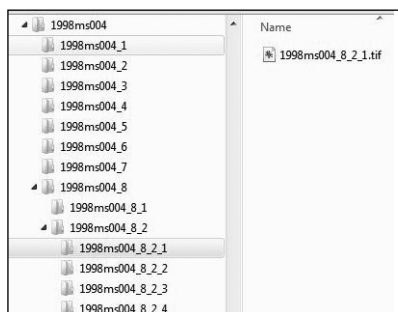 1998ms004
1998ms004_1
1998ms004_2
1998ms004_3
1998ms004_4
1998ms004_5
1998ms004_6
1998ms004_7
1998ms004_8
1998ms004_8_1
1998ms004_8_2
1998ms004_8_2_1
1998ms004_8_2_2
1998ms004_8_2_3
1998ms004_8_2_4
Name
1998ms004_8_2_1.tif